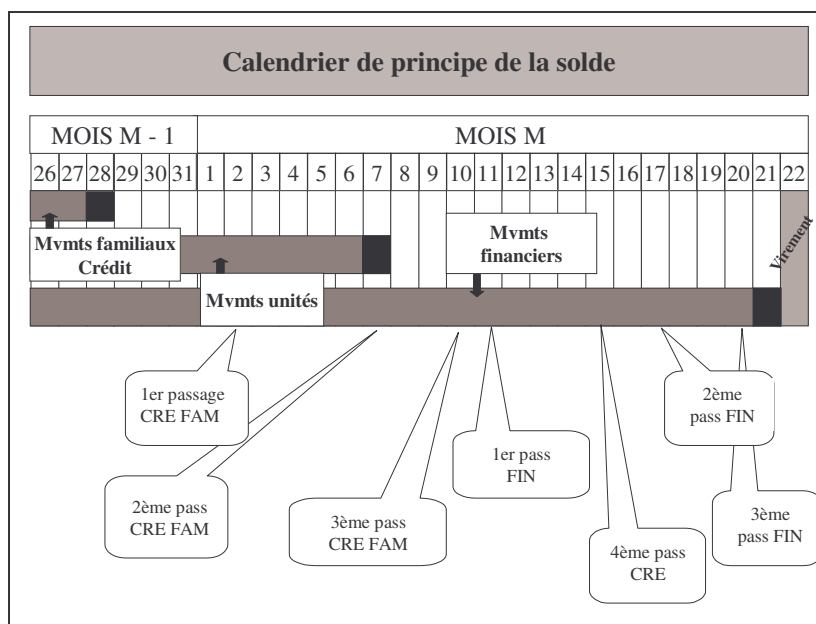 Calendrier de principe de la solde
MOIS M - 1 MOIS M
26 27 28 29 30 31 1 2 3 4 5 6 7 8 9 10 11 12 13 14 15 16 17 18 19 20 21 22
Mvmts familiaux
Crédit
Mvmts
financiers
Virement
Mvmts unités
1er passage
CRE FAM
2ème
pass FIN
1er pass
FIN
2ème pass
CRE FAM
3ème pass
CRE FAM
3ème
pass FIN
4ème pass
CRE